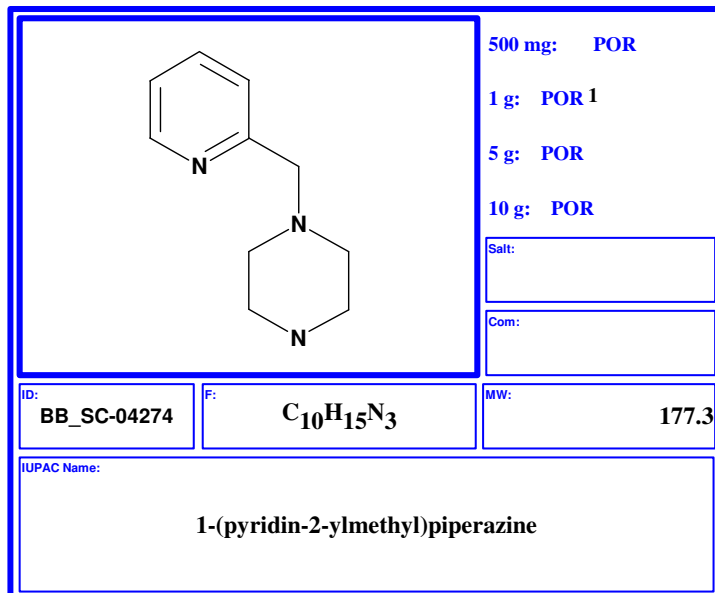 500 mg: POR
1 g: POR 1
5 g: POR
10 g: POR
N
N
N
Salt:
Com:
ID:
BB_SC-04274
F:
C10H15N3
MW:
177.3
IUPAC Name:
1-(pyridin-2-ylmethyl)piperazine